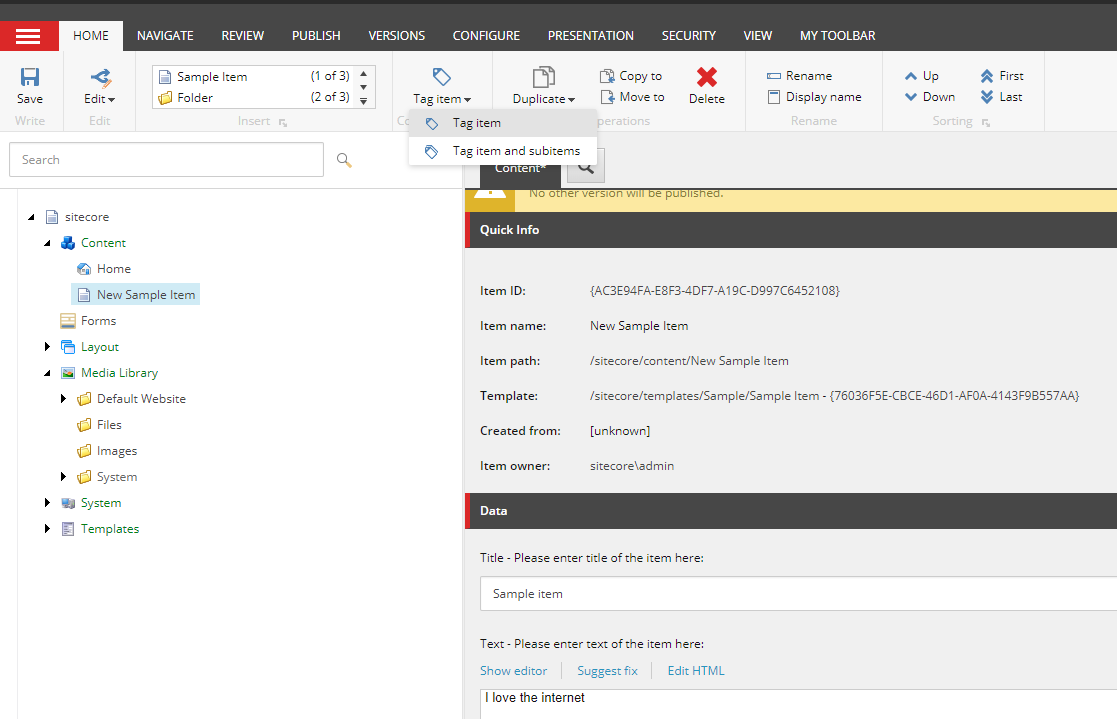 HOME NAVIGATE REVIEW PUBLISH VERSIONS CONFIGURE PRESENTATION SECURITY VIEW MY TOOLBAR
Sample Item (1 of 3) Copy to Rename Up First
Save Edit Folder (2 of 3) Tag item Duplicate Move to Delete Display name Down Last
Write Edit Insert Rename Sorting
Tag item
Tag item and subitems
Search
Content*
No other version will be published.
Quick Info
sitecore
Content
Home
New Sample Item
Forms
Layout
Media Library
Default Website
Files
Images
System
System
Templates
Item ID: {AC3E94FA-E8F3-4DF7-A19C-D997C6452108}
Item name: New Sample Item
Item path: /sitecore/content/New Sample Item
Template: /sitecore/templates/Sample/Sample Item - {76036F5E-CBCE-46D1-AF0A-4143F9B557AA}
Created from: [unknown]
Item owner: sitecore\admin
Data
Title - Please enter title of the item here:
Sample item
Text - Please enter text of the item here:
Show editor Suggest fix Edit HTML
I love the internet